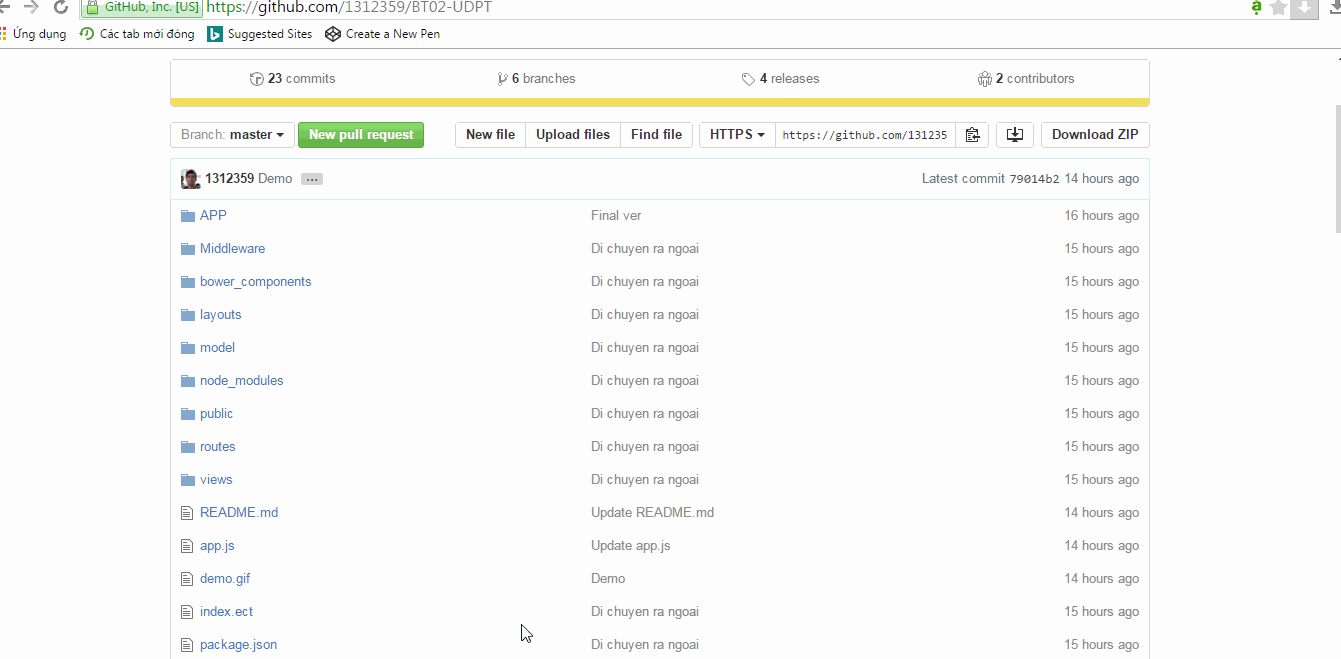 GitHub, Inc. [US] https://github.com/1312359/BT02-UDPT
Ứng dụng Các tab mới đóng Suggested Sites Create a New Pen
23 commits 6 branches 4 releases 2 contributors
Branch: master New pull request New file Upload files Find file HTTPS https://github.com/131235 Download ZIP
1312359 Demo ... Latest commit 79014b2 14 hours ago
APP Final ver 16 hours ago
Middleware Di chuyen ra ngoai 15 hours ago
bower_components Di chuyen ra ngoai 15 hours ago
layouts Di chuyen ra ngoai 15 hours ago
model Di chuyen ra ngoai 15 hours ago
node_modules Di chuyen ra ngoai 15 hours ago
public Di chuyen ra ngoai 15 hours ago
routes Di chuyen ra ngoai 15 hours ago
views Di chuyen ra ngoai 15 hours ago
README.md Update README.md 14 hours ago
app.js Update app.js 14 hours ago
demo.gif Demo 14 hours ago
index.ect Di chuyen ra ngoai 15 hours ago
package.json Di chuyen ra ngoai 15 hours ago